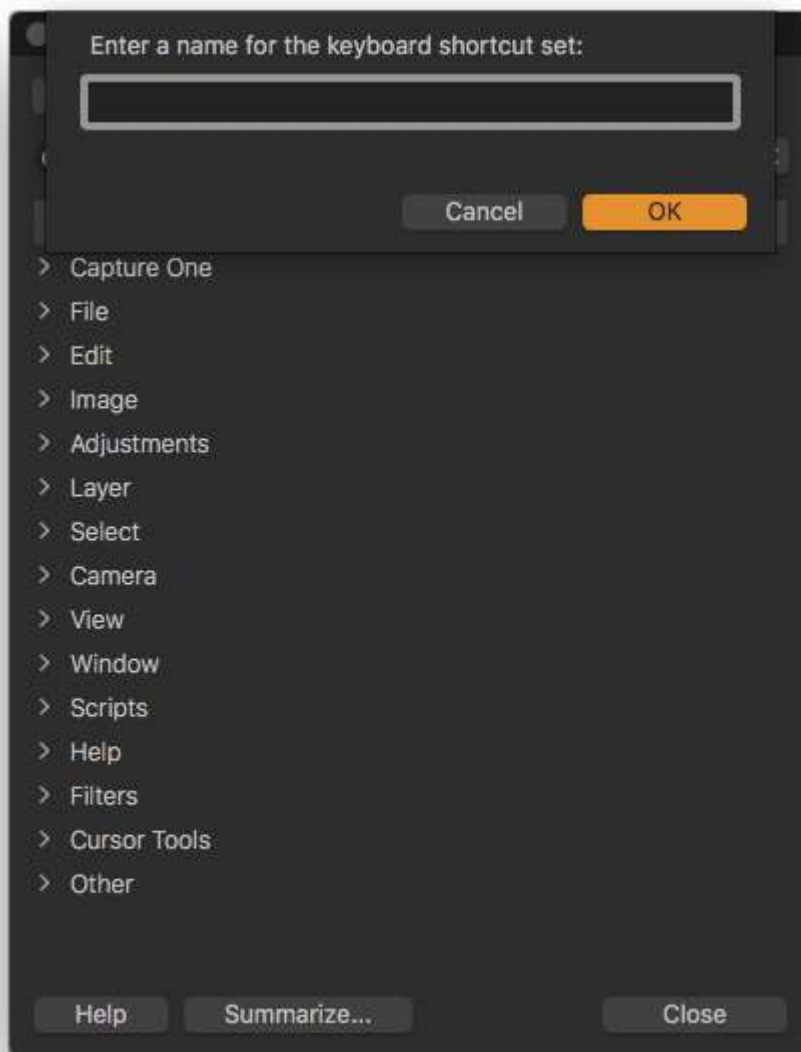 Enter a name for the keyboard shortcut set:
Cancel OK
Capture One
File
Edit
Image
Adjustments
Layer
Select
Camera
View
Window
Scripts
Help
Filters
Cursor Tools
Other
Help Summarize... Close